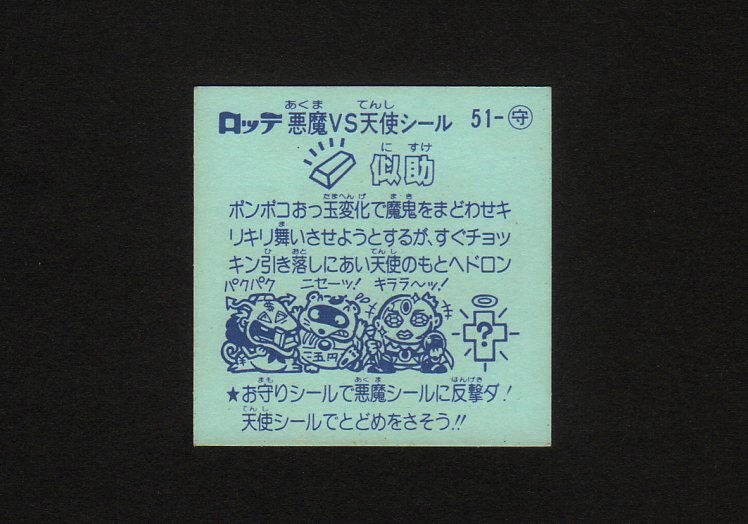 ロッテ 悪魔VS天使シール 51-守
似助
ポンポコおっ玉変化で魔鬼をまどわせキ
リキリ舞いさせようとするが、すぐチョッ
キン引き落しにあい天使のもとへドロン
パクパク ニセーッ! キララ〜ッ!
二五円 ?
★お守りシールで悪魔シールに反撃ダ!
天使シールでとどめをさそう!!